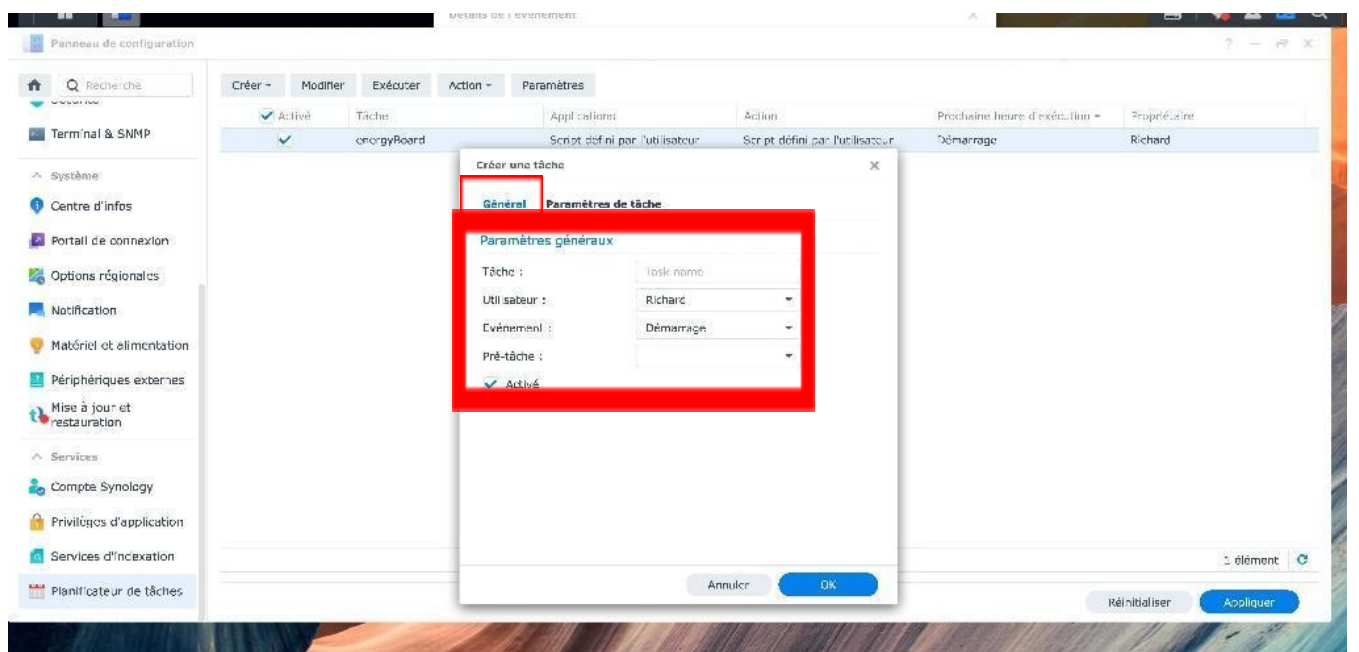 Détails de l'événement
Panneau de configuration
Recherche
Créer Modifier Exécuter Action Paramètres
Activé Tâche Applications Action Prochaine heure d'exécution Propriétaire
energyBoard Script défini par l'utilisateur Script défini par l'utilisateur Démarrage Richard
Sécurité
Terminal & SNMP
Système
Centre d'infos
Portail de connexion
Options régionales
Notification
Matériel et alimentation
Périphériques externes
Mise à jour et
restauration
Services
Compte Synology
Privilèges d'application
Services d'indexation
Planificateur de tâches
Créer une tâche
Général Paramètres de tâche
Paramètres généraux
Tâche : Task name
Utilisateur : Richard
Evénement : Démarrage
Pré-tâche :
Activé
Annuler OK
1 élément
Réinitialiser Appliquer